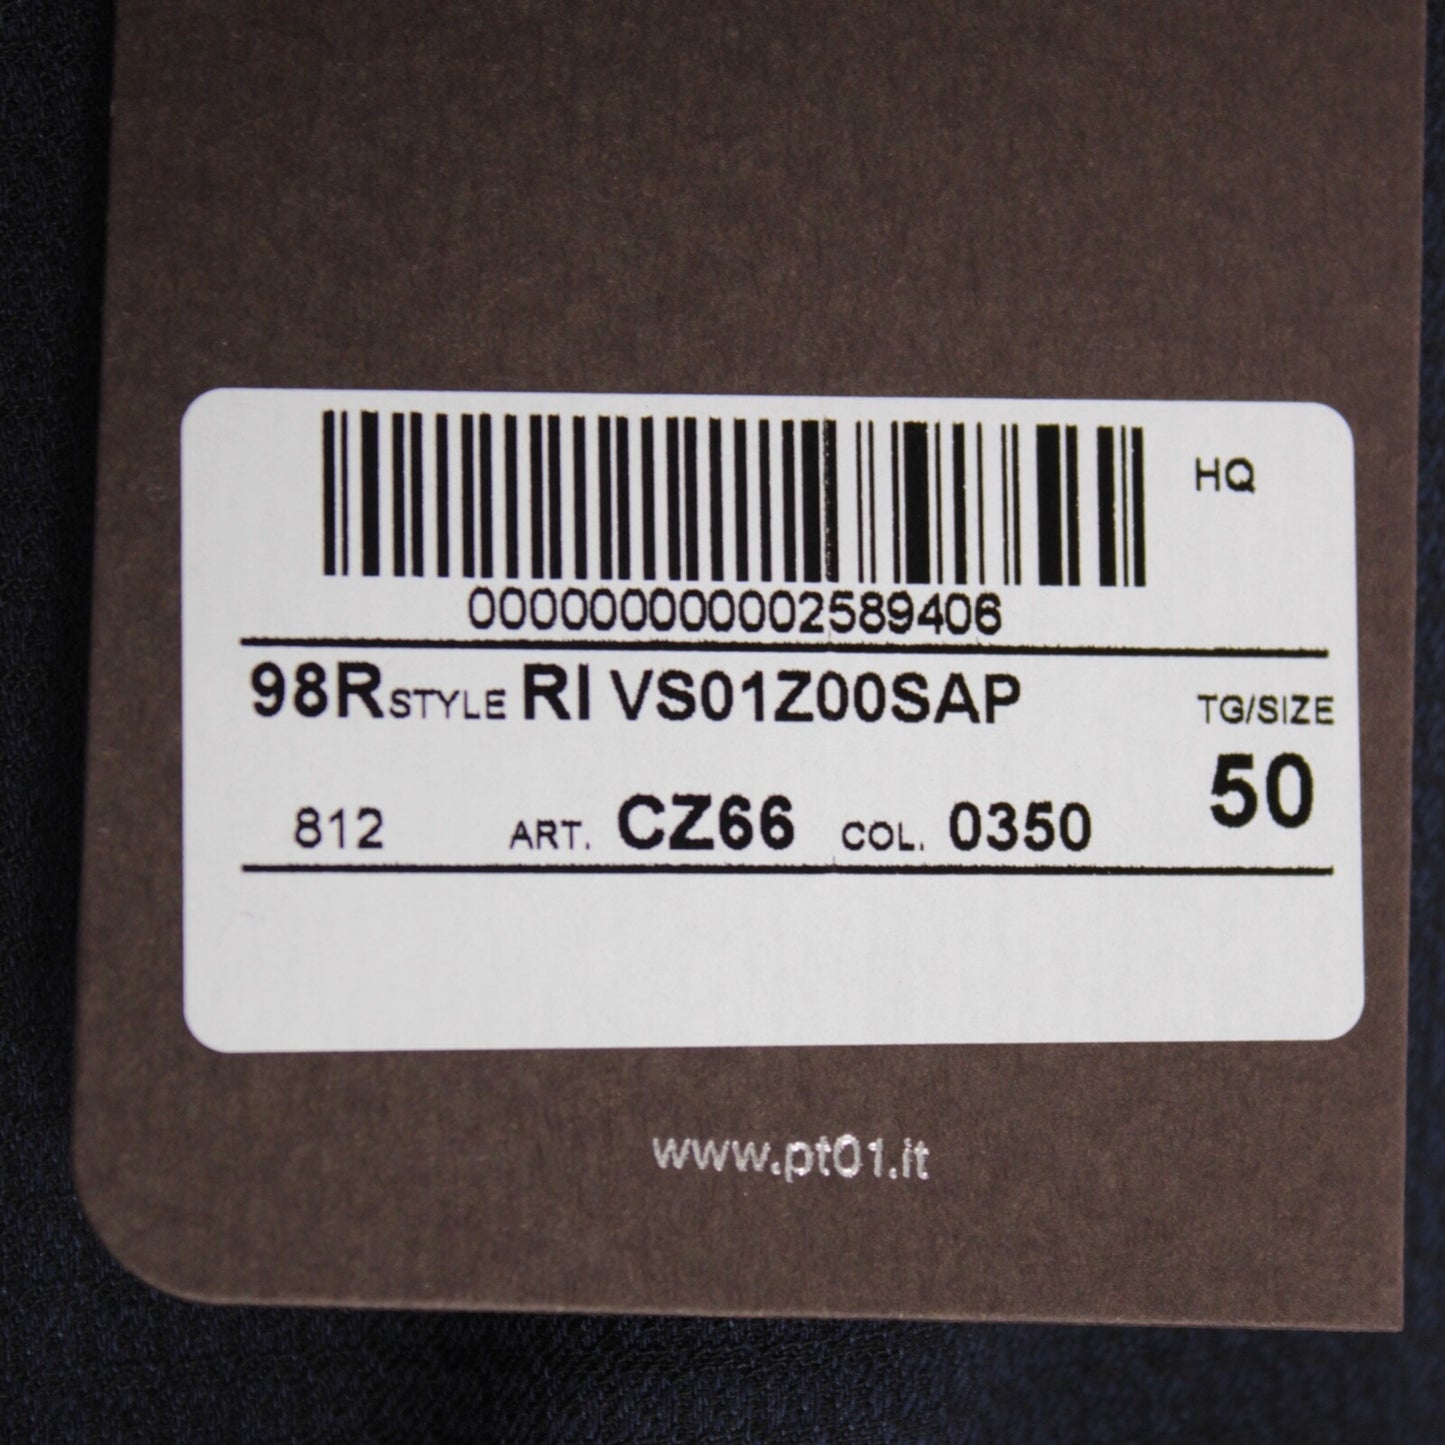 HQ
0000000000002589406
98R STYLE RI VS01Z00SAP
TG/SIZE
50
812 ART. CZ66 COL. 0350
www.pt01.it